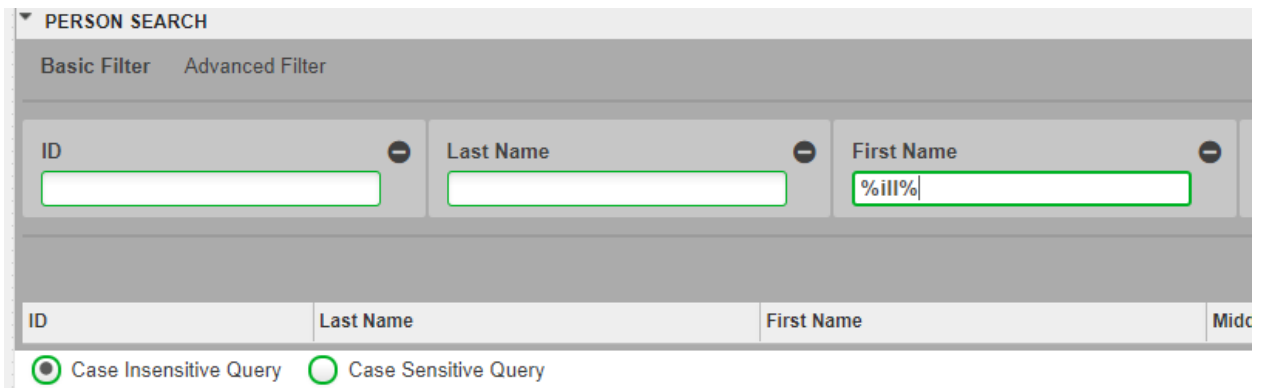 PERSON SEARCH
Basic Filter Advanced Filter
ID Last Name First Name
%ill%
ID Last Name First Name Midd
Case Insensitive Query Case Sensitive Query